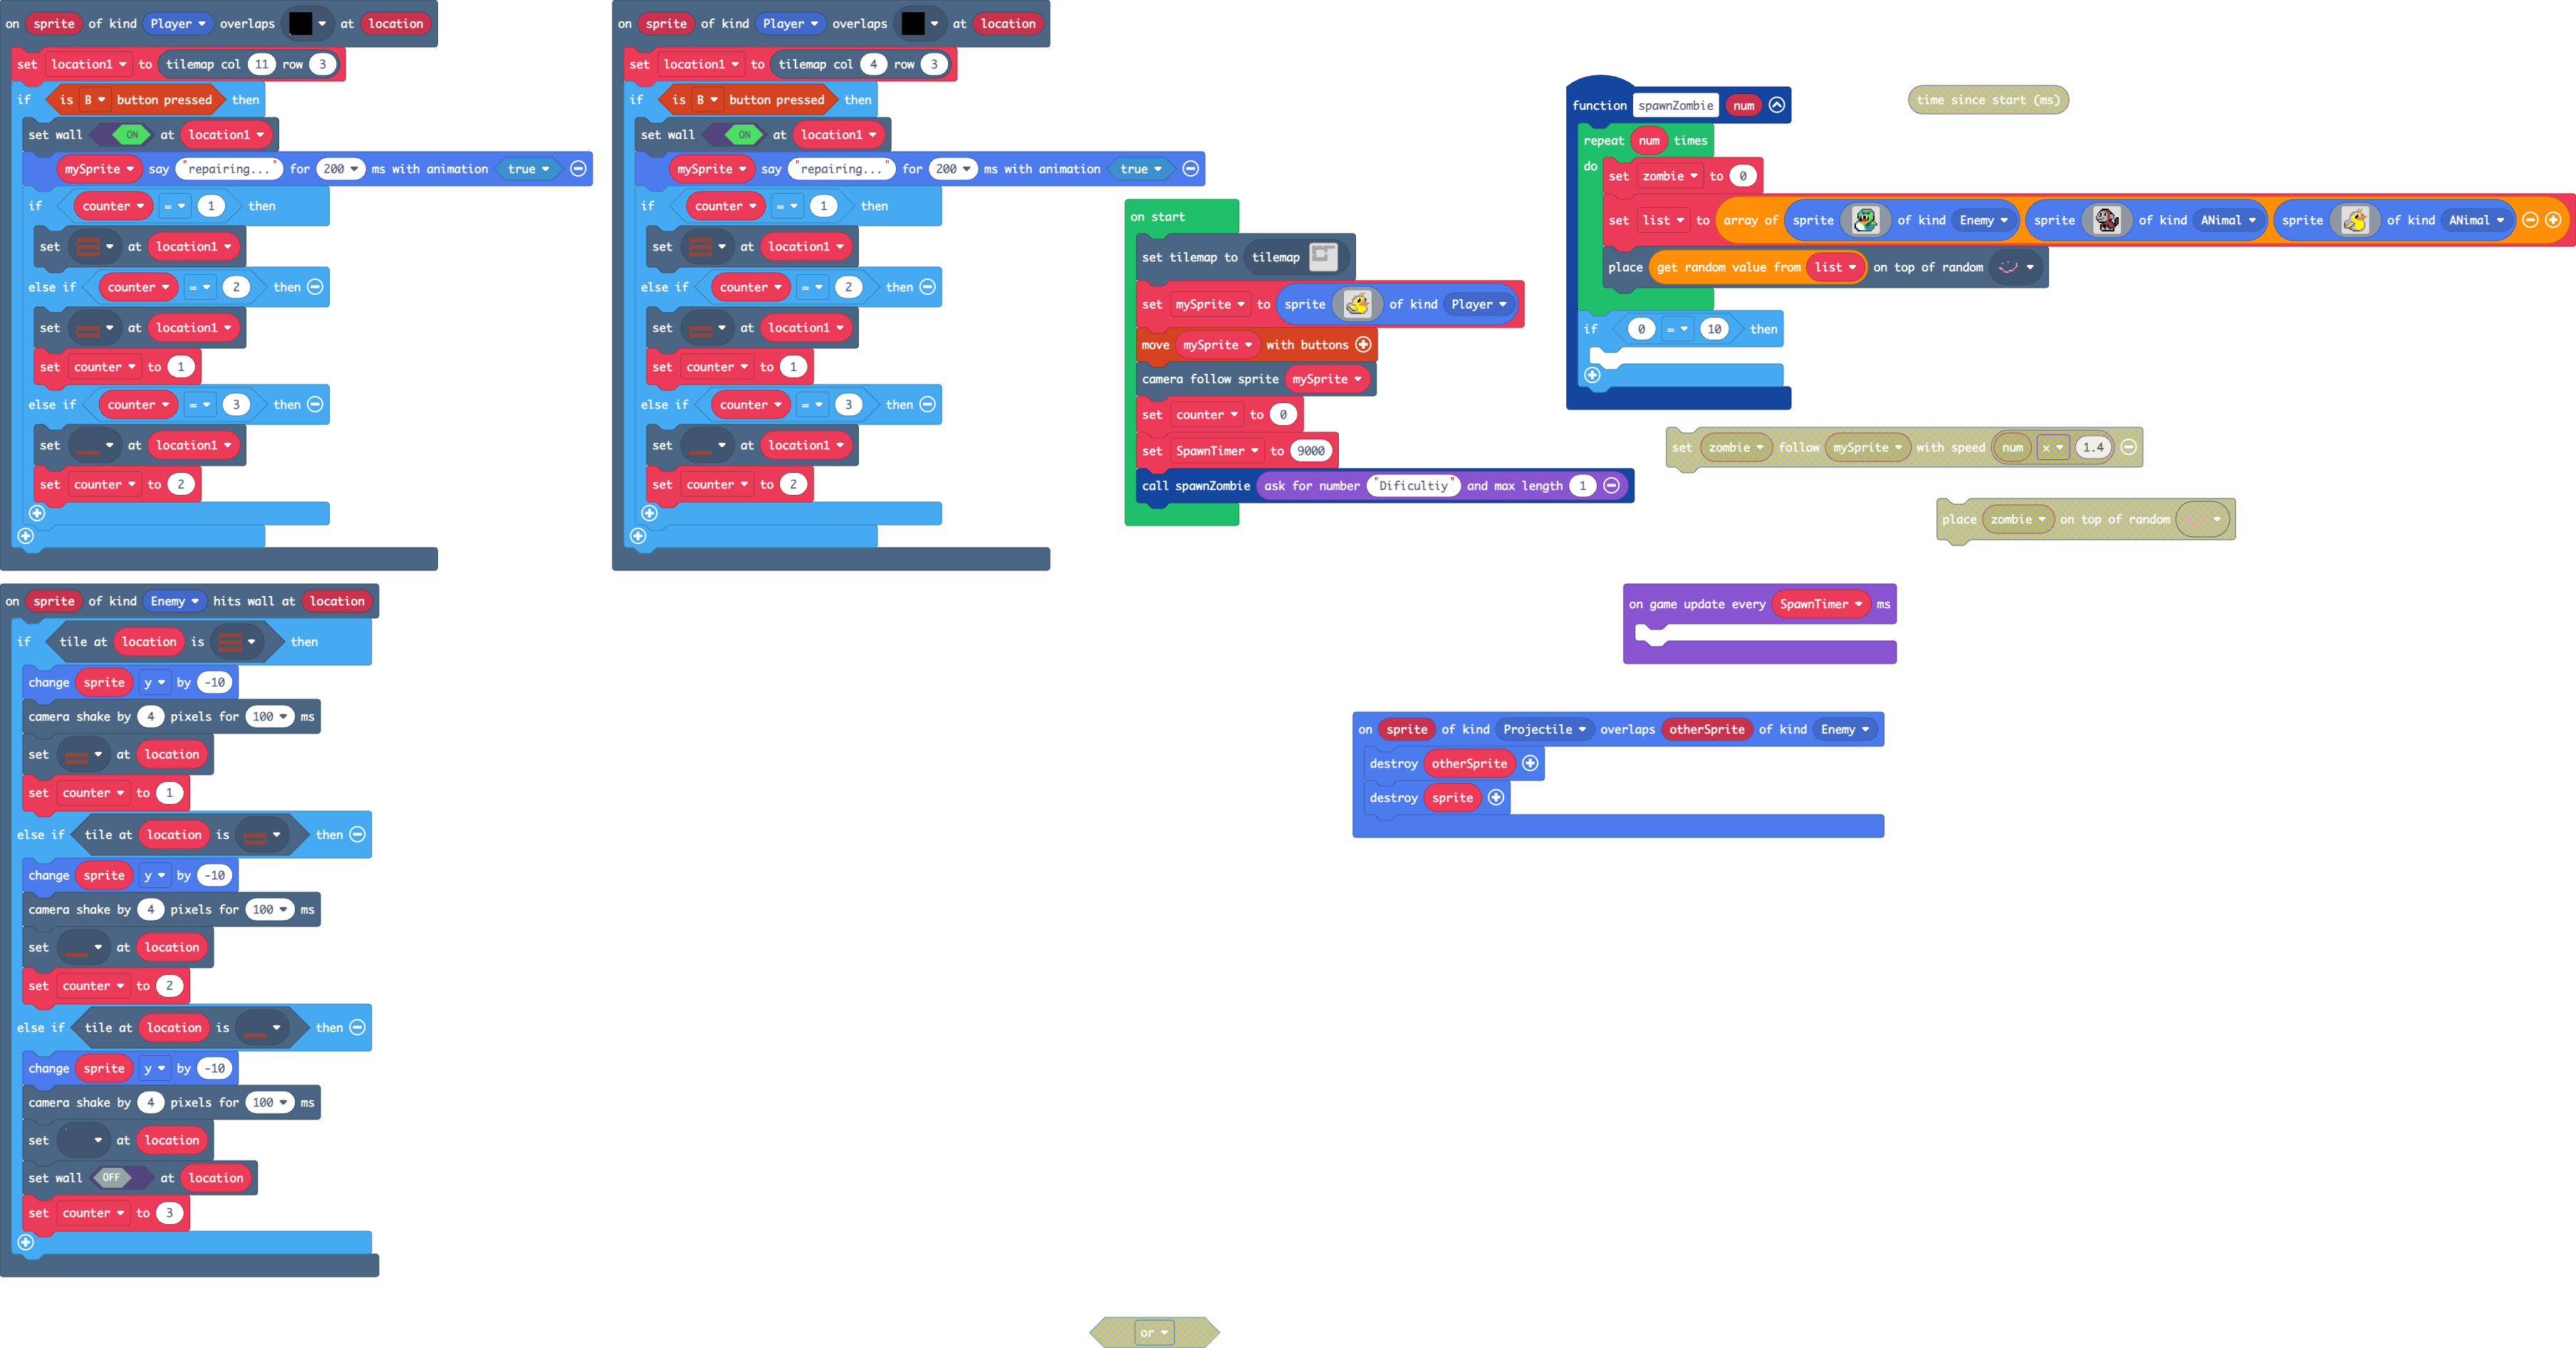 on sprite of kind Player overlaps at location
set location1 to tilemap col 11 row 3
if is B button pressed then
set wall ON at location1
mySprite say "repairing..." for 200 ms with animation true
if counter = 1 then
set at location1
else if counter = 2 then
set at location1
set counter to 1
else if counter = 3 then
set at location1
set counter to 2
on sprite of kind Player overlaps at location
set location1 to tilemap col 4 row 3
if is B button pressed then
set wall ON at location1
mySprite say "repairing..." for 200 ms with animation true
if counter = 1 then
set at location1
else if counter = 2 then
set at location1
set counter to 1
else if counter = 3 then
set at location1
set counter to 2
on start
set tilemap to tilemap
set mySprite to sprite of kind Player
move mySprite with buttons
camera follow sprite mySprite
set counter to 0
set SpawnTimer to 9000
call spawnZombie ask for number "Dificultiy" and max length 1
function spawnZombie num
repeat num times
do
set zombie to 0
set list to array of sprite of kind Enemy sprite of kind ANimal sprite of kind ANimal
place get random value from list on top of random
if 0 = 10 then
time since start (ms)
set zombie follow mySprite with speed num × 1.4
place zombie on top of random
on game update every SpawnTimer ms
on sprite of kind Projectile overlaps otherSprite of kind Enemy
destroy otherSprite
destroy sprite
on sprite of kind Enemy hits wall at location
if tile at location is then
change sprite y by -10
camera shake by 4 pixels for 100 ms
set at location
set counter to 1
else if tile at location is then
change sprite y by -10
camera shake by 4 pixels for 100 ms
set at location
set counter to 2
else if tile at location is then
change sprite y by -10
camera shake by 4 pixels for 100 ms
set at location
set wall OFF at location
set counter to 3
or